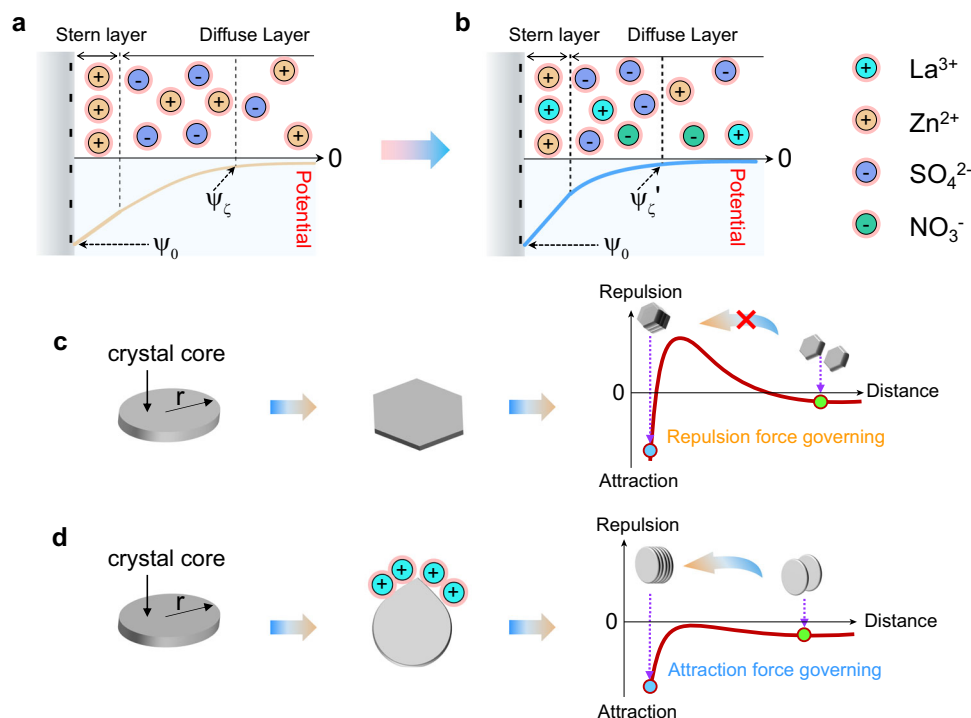 a
Stern layer
Diffuse Layer
+ + + - - + - + - - - + +
0
Ψζ
Ψ0
Potential
b
Stern layer
Diffuse Layer
+ + + - - + - - - + - - +
0
Ψζ'
Ψ0
Potential
+ La³⁺
+ Zn²⁺
- SO₄²⁻
- NO₃⁻
c
crystal core
r
Repulsion
0
Distance
Repulsion force governing
Attraction
d
crystal core
r
+ + + +
Repulsion
0
Distance
Attraction force governing
Attraction